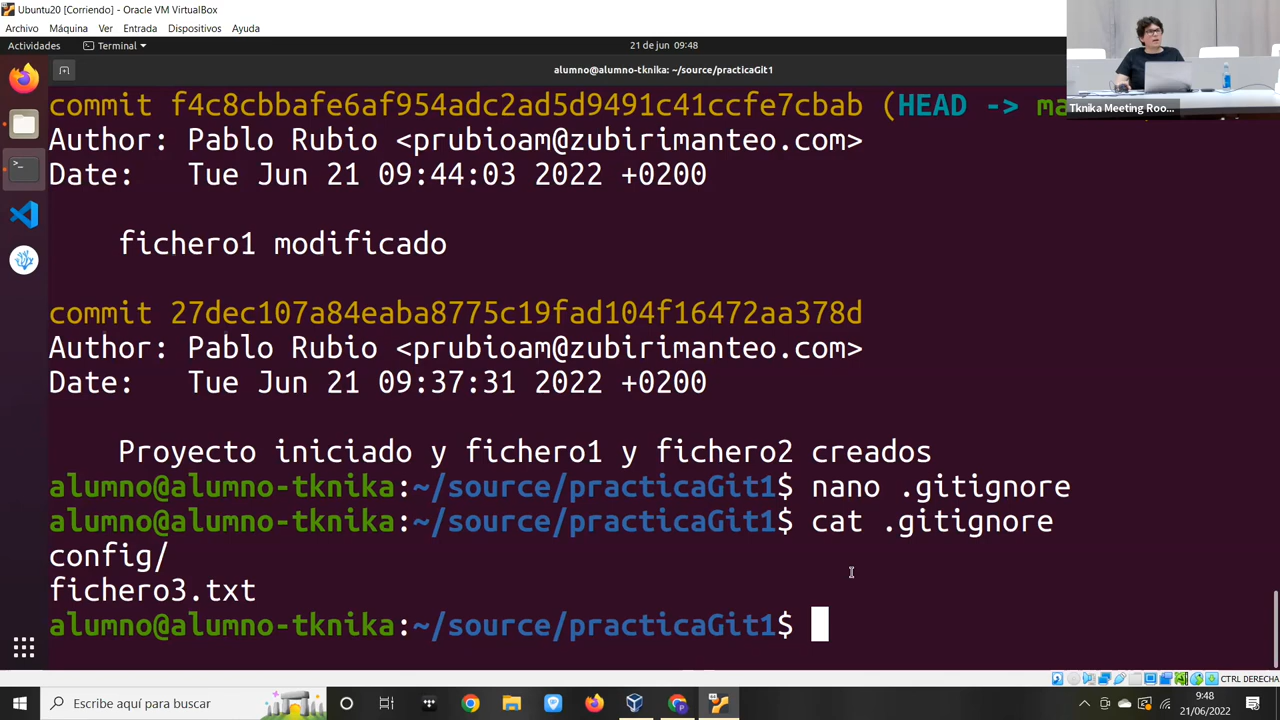 Ubuntu20 [Corriendo] - Oracle VM VirtualBox
Archivo Máquina Ver Entrada Dispositivos Ayuda
Actividades Terminal 21 de jun 09:48
alumno@alumno-tknika: ~/source/practicaGit1
commit f4c8cbbafe6af954adc2ad5d9491c41ccfe7cbab (HEAD -> ma
Tknika Meeting Roo...
Author: Pablo Rubio <prubioam@zubirimanteo.com>
Date: Tue Jun 21 09:44:03 2022 +0200
fichero1 modificado
commit 27dec107a84eaba8775c19fad104f16472aa378d
Author: Pablo Rubio <prubioam@zubirimanteo.com>
Date: Tue Jun 21 09:37:31 2022 +0200
Proyecto iniciado y fichero1 y fichero2 creados
alumno@alumno-tknika:~/source/practicaGit1$ nano .gitignore
alumno@alumno-tknika:~/source/practicaGit1$ cat .gitignore
config/
fichero3.txt
alumno@alumno-tknika:~/source/practicaGit1$
CTRL DERECHA
Escribe aquí para buscar
9:48
21/06/2022